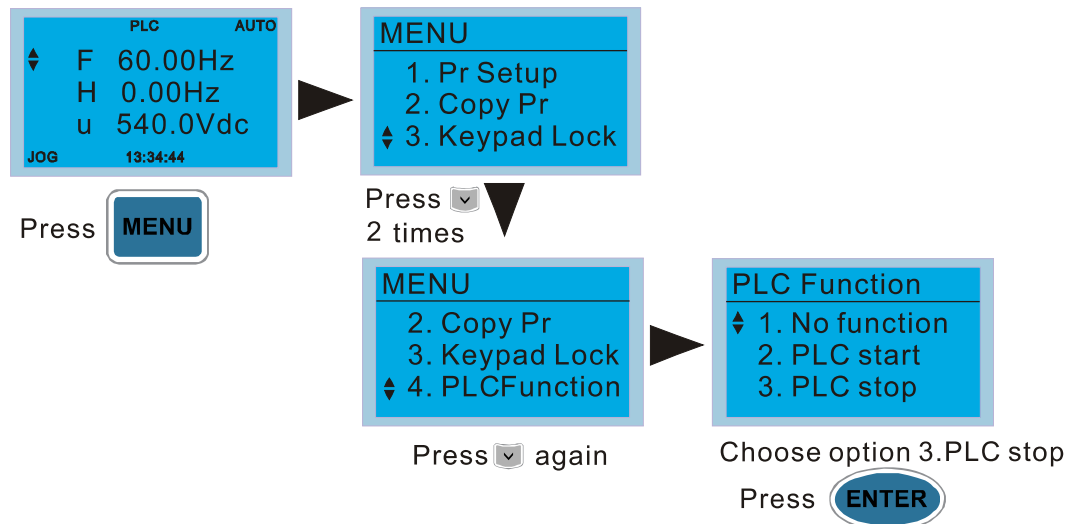 PLC AUTO
F 60.00Hz
H 0.00Hz
u 540.0Vdc
JOG 13:34:44
Press MENU
MENU
1. Pr Setup
2. Copy Pr
3. Keypad Lock
Press
2 times
MENU
2. Copy Pr
3. Keypad Lock
4. PLCFunction
Press again
PLC Function
1. No function
2. PLC start
3. PLC stop
Choose option 3.PLC stop
Press ENTER